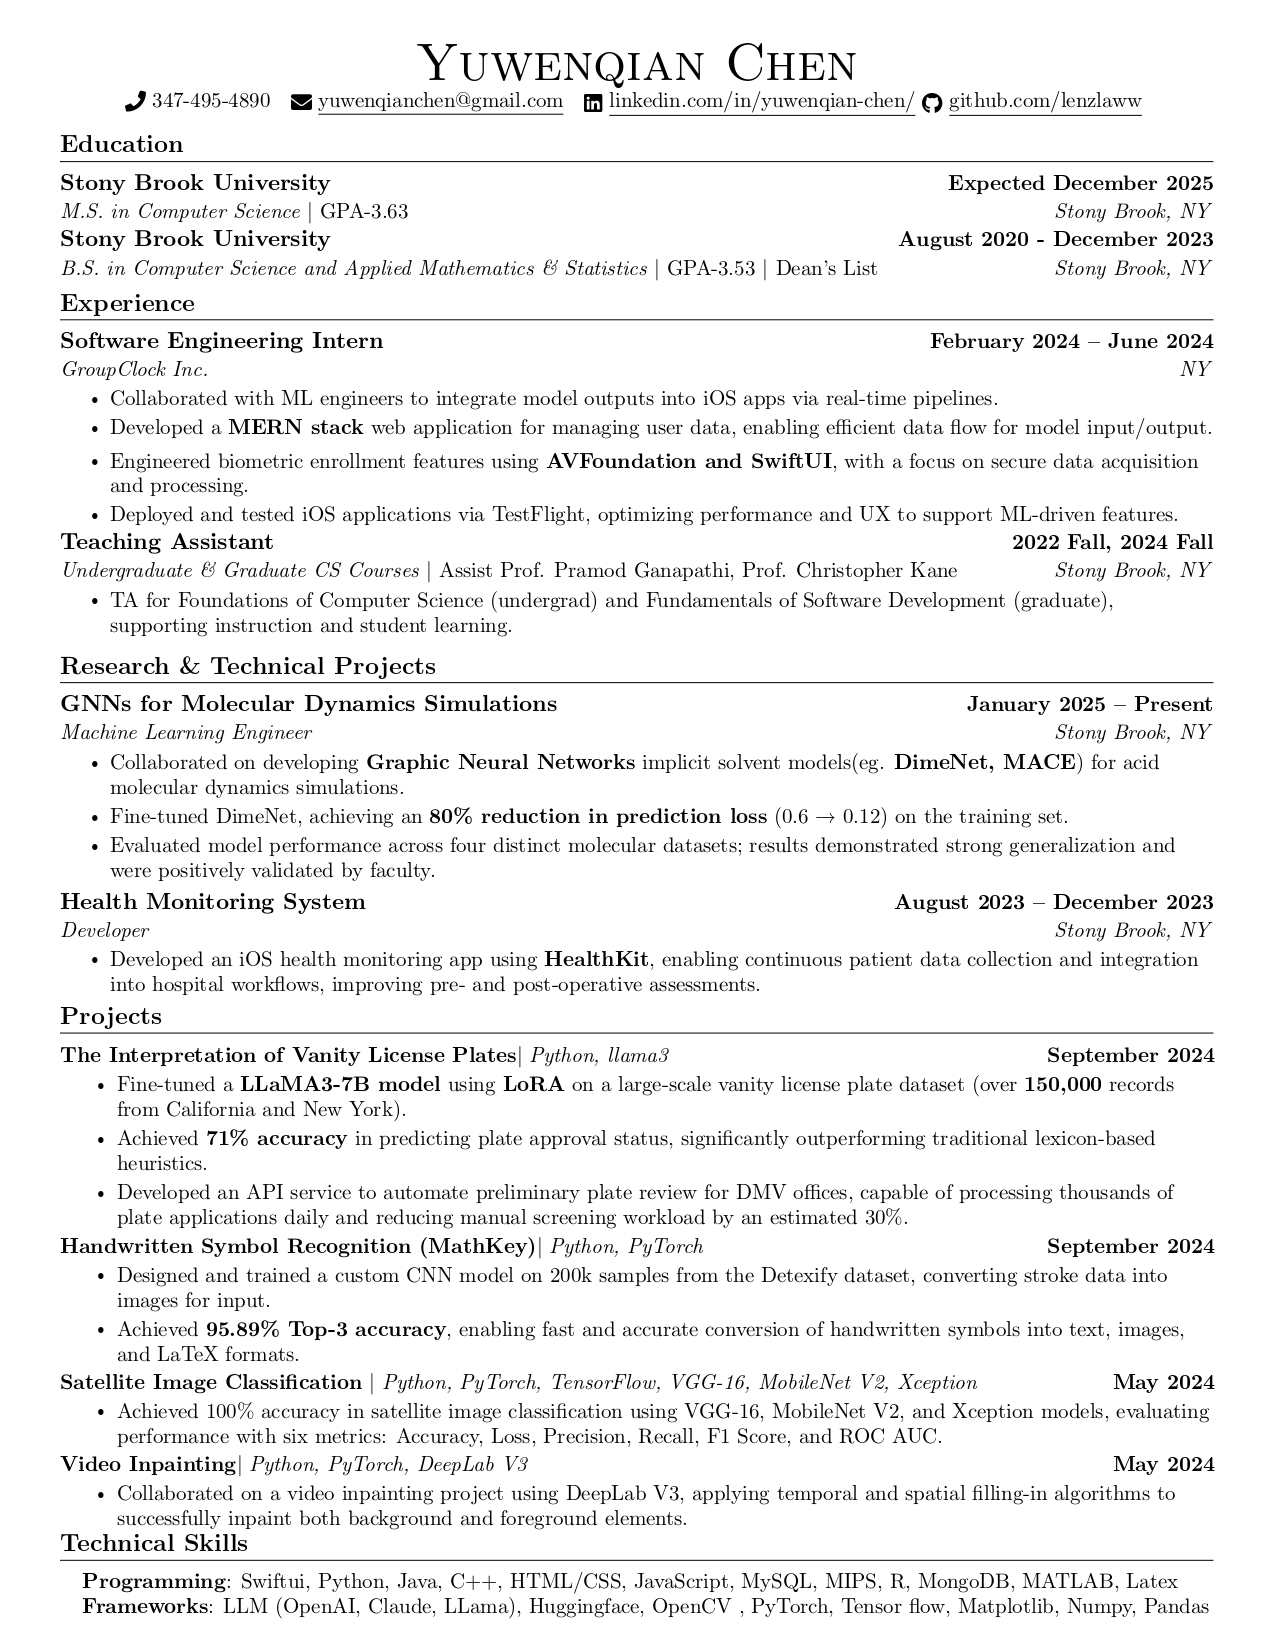 Yuwenqian Chen
347-495-4890 yuwenqianchen@gmail.com linkedin.com/in/yuwenqian-chen/ github.com/lenzlaww
Education
Stony Brook University Expected December 2025
M.S. in Computer Science | GPA-3.63 Stony Brook, NY
Stony Brook University August 2020 - December 2023
B.S. in Computer Science and Applied Mathematics & Statistics | GPA-3.53 | Dean's List Stony Brook, NY
Experience
Software Engineering Intern February 2024 – June 2024
GroupClock Inc. NY
• Collaborated with ML engineers to integrate model outputs into iOS apps via real-time pipelines.
• Developed a MERN stack web application for managing user data, enabling efficient data flow for model input/output.
• Engineered biometric enrollment features using AVFoundation and SwiftUI, with a focus on secure data acquisition
and processing.
• Deployed and tested iOS applications via TestFlight, optimizing performance and UX to support ML-driven features.
Teaching Assistant 2022 Fall, 2024 Fall
Undergraduate & Graduate CS Courses | Assist Prof. Pramod Ganapathi, Prof. Christopher Kane Stony Brook, NY
• TA for Foundations of Computer Science (undergrad) and Fundamentals of Software Development (graduate),
supporting instruction and student learning.
Research & Technical Projects
GNNs for Molecular Dynamics Simulations January 2025 – Present
Machine Learning Engineer Stony Brook, NY
• Collaborated on developing Graphic Neural Networks implicit solvent models(eg. DimeNet, MACE) for acid
molecular dynamics simulations.
• Fine-tuned DimeNet, achieving an 80% reduction in prediction loss (0.6 → 0.12) on the training set.
• Evaluated model performance across four distinct molecular datasets; results demonstrated strong generalization and
were positively validated by faculty.
Health Monitoring System August 2023 – December 2023
Developer Stony Brook, NY
• Developed an iOS health monitoring app using HealthKit, enabling continuous patient data collection and integration
into hospital workflows, improving pre- and post-operative assessments.
Projects
The Interpretation of Vanity License Plates| Python, llama3 September 2024
• Fine-tuned a LLaMA3-7B model using LoRA on a large-scale vanity license plate dataset (over 150,000 records
from California and New York).
• Achieved 71% accuracy in predicting plate approval status, significantly outperforming traditional lexicon-based
heuristics.
• Developed an API service to automate preliminary plate review for DMV offices, capable of processing thousands of
plate applications daily and reducing manual screening workload by an estimated 30%.
Handwritten Symbol Recognition (MathKey)| Python, PyTorch September 2024
• Designed and trained a custom CNN model on 200k samples from the Detexify dataset, converting stroke data into
images for input.
• Achieved 95.89% Top-3 accuracy, enabling fast and accurate conversion of handwritten symbols into text, images,
and LaTeX formats.
Satellite Image Classification | Python, PyTorch, TensorFlow, VGG-16, MobileNet V2, Xception May 2024
• Achieved 100% accuracy in satellite image classification using VGG-16, MobileNet V2, and Xception models, evaluating
performance with six metrics: Accuracy, Loss, Precision, Recall, F1 Score, and ROC AUC.
Video Inpainting| Python, PyTorch, DeepLab V3 May 2024
• Collaborated on a video inpainting project using DeepLab V3, applying temporal and spatial filling-in algorithms to
successfully inpaint both background and foreground elements.
Technical Skills
Programming: Swiftui, Python, Java, C++, HTML/CSS, JavaScript, MySQL, MIPS, R, MongoDB, MATLAB, Latex
Frameworks: LLM (OpenAI, Claude, LLama), Huggingface, OpenCV , PyTorch, Tensor flow, Matplotlib, Numpy, Pandas